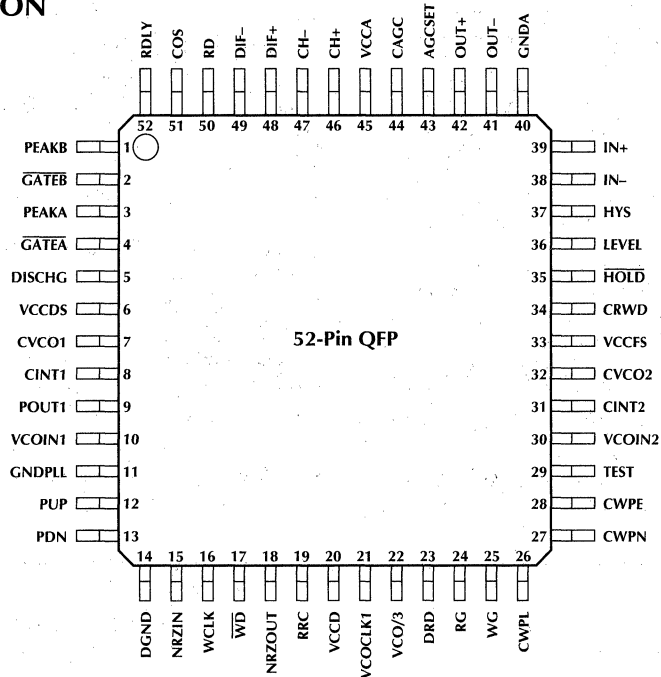 ON
RDLY COS RD DIF– DIF+ CH– CH+ VCCA CAGC AGCSET OUT+ OUT– GNDA
52 51 50 49 48 47 46 45 44 43 42 41 40
PEAKB 1 39 IN+
GATEB 2 38 IN–
PEAKA 3 37 HYS
GATEA 4 36 LEVEL
DISCHG 5 35 HOLD
VCCDS 6 34 CRWD
52-Pin QFP
CVCO1 7 33 VCCFS
CINT1 8 32 CVCO2
POUT1 9 31 CINT2
VCOIN1 10 30 VCOIN2
GNDPLL 11 29 TEST
PUP 12 28 CWPE
PDN 13 27 CWPN
14 15 16 17 18 19 20 21 22 23 24 25 26
DGND NRZIN WCLK WD NRZOUT RRC VCCD VCOCLK1 VCO/3 DRD RG WG CWPL